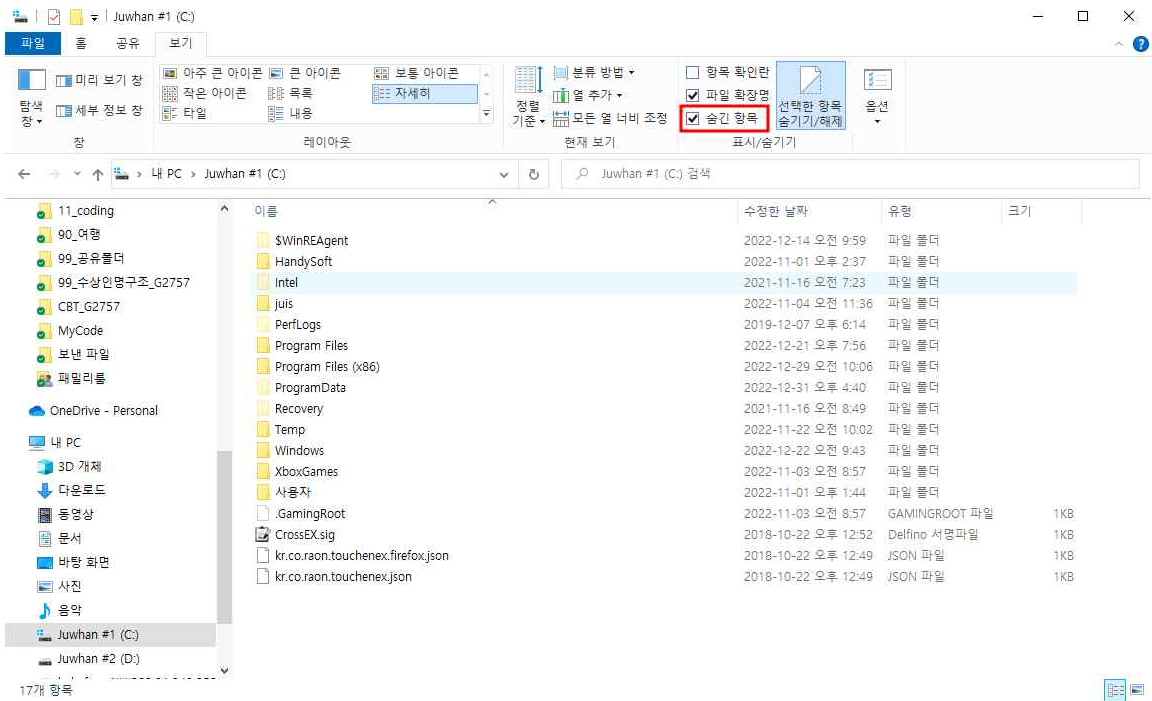 Juwhan #1 (C:)
파일 홈 공유 보기
탐색 창
미리 보기 창
세부 정보 창
창
아주 큰 아이콘 큰 아이콘 보통 아이콘
작은 아이콘 목록 자세히
타일 내용
레이아웃
정렬 기준
분류 방법
열 추가
모든 열 너비 조정
현재 보기
항목 확인란
파일 확장명
숨긴 항목
선택한 항목
숨기기/해제
표시/숨기기
옵션
내 PC > Juwhan #1 (C:)
Juwhan #1 (C:) 검색
11_coding
90_여행
99_공유폴더
99_수상인명구조_G2757
CBT_G2757
MyCode
보낸 파일
패밀리룸
OneDrive - Personal
내 PC
3D 개체
다운로드
동영상
문서
바탕 화면
사진
음악
Juwhan #1 (C:)
Juwhan #2 (D:)
이름 수정한 날짜 유형 크기
$WinREAgent 2022-12-14 오전 9:59 파일 폴더
HandySoft 2022-11-01 오후 2:37 파일 폴더
Intel 2021-11-16 오전 7:23 파일 폴더
juis 2022-11-04 오전 11:36 파일 폴더
PerfLogs 2019-12-07 오후 6:14 파일 폴더
Program Files 2022-12-21 오후 7:56 파일 폴더
Program Files (x86) 2022-12-29 오전 10:06 파일 폴더
ProgramData 2022-12-31 오후 4:40 파일 폴더
Recovery 2021-11-16 오후 8:49 파일 폴더
Temp 2022-11-22 오전 10:02 파일 폴더
Windows 2022-12-22 오전 9:43 파일 폴더
XboxGames 2022-11-03 오전 8:57 파일 폴더
사용자 2022-11-01 오후 1:44 파일 폴더
.GamingRoot 2022-11-03 오전 8:57 GAMINGROOT 파일 1KB
CrossEX.sig 2018-10-22 오후 12:52 Delfino 서명파일 1KB
kr.co.raon.touchenex.firefox.json 2018-10-22 오후 12:49 JSON 파일 1KB
kr.co.raon.touchenex.json 2018-10-22 오후 12:49 JSON 파일 1KB
17개 항목